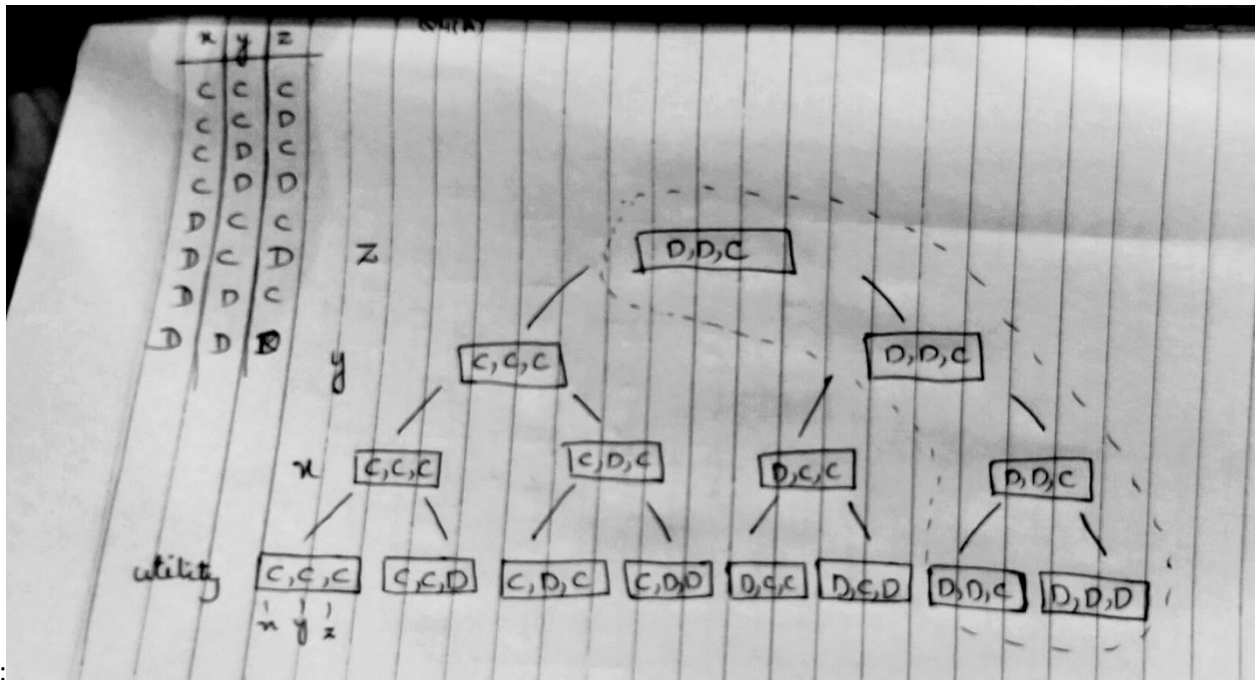 x y z
C C C
C C D
C D C
C D D
D C C
D C D
D D C
D D D
Z
D,D,C
y
C,C,C
D,D,C
x
C,C,C
C,D,C
D,C,C
D,D,C
utility
C,C,C
C,C,D
C,D,C
C,D,D
D,C,C
D,C,D
D,D,C
D,D,D
x y z